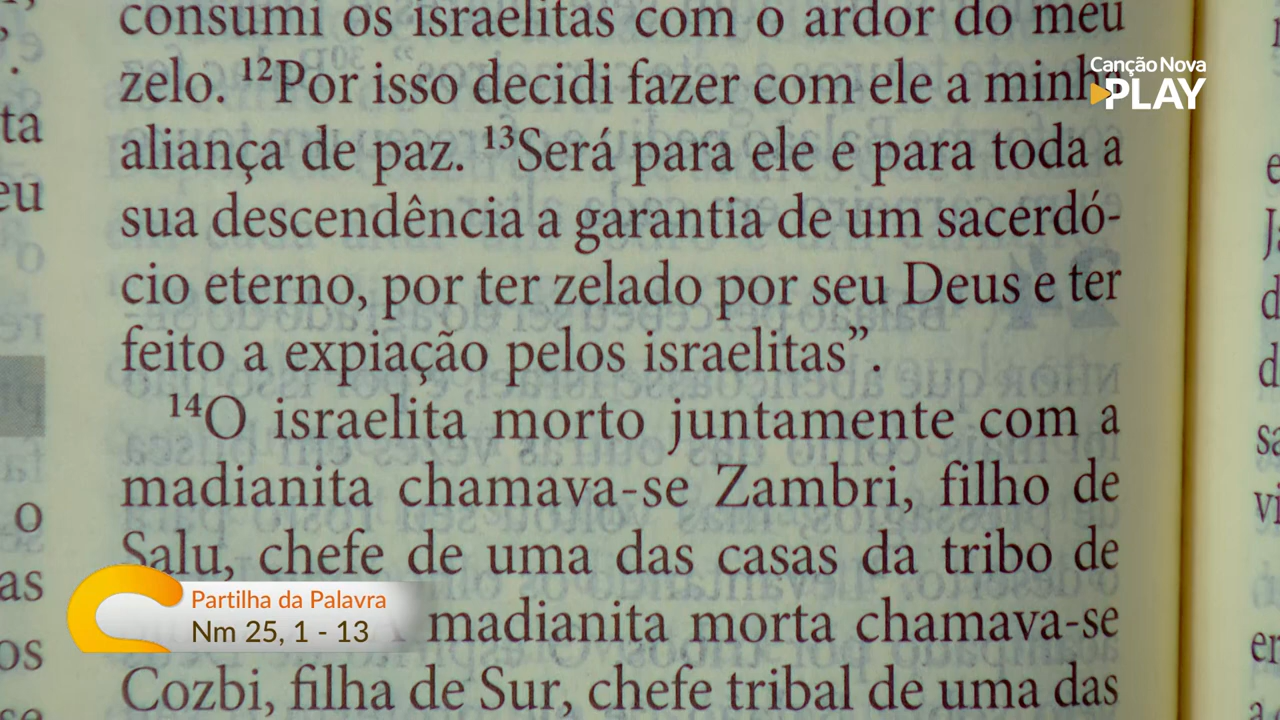 consumi os israelitas com o ardor do meu
zelo. ¹²Por isso decidi fazer com ele a minha
aliança de paz. ¹³Será para ele e para toda a
sua descendência a garantia de um sacerdó-
cio eterno, por ter zelado por seu Deus e ter
feito a expiação pelos israelitas”.
¹⁴O israelita morto juntamente com a
madianita chamava-se Zambri, filho de
Salu, chefe de uma das casas da tribo de
madianita morta chamava-se
Cozbi, filha de Sur, chefe tribal de uma das
Canção Nova
PLAY
Partilha da Palavra
Nm 25, 1 - 13